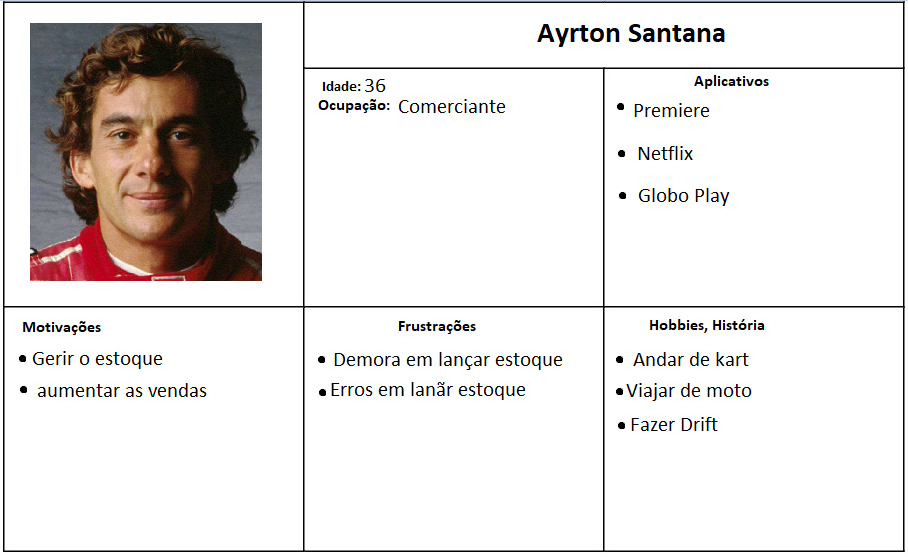 Ayrton Santana
Idade: 36
Ocupação: Comerciante
Aplicativos
• Premiere
• Netflix
• Globo Play
Motivações
• Gerir o estoque
• aumentar as vendas
Frustrações
• Demora em lançar estoque
• Erros em lanãr estoque
Hobbies, História
• Andar de kart
• Viajar de moto
• Fazer Drift